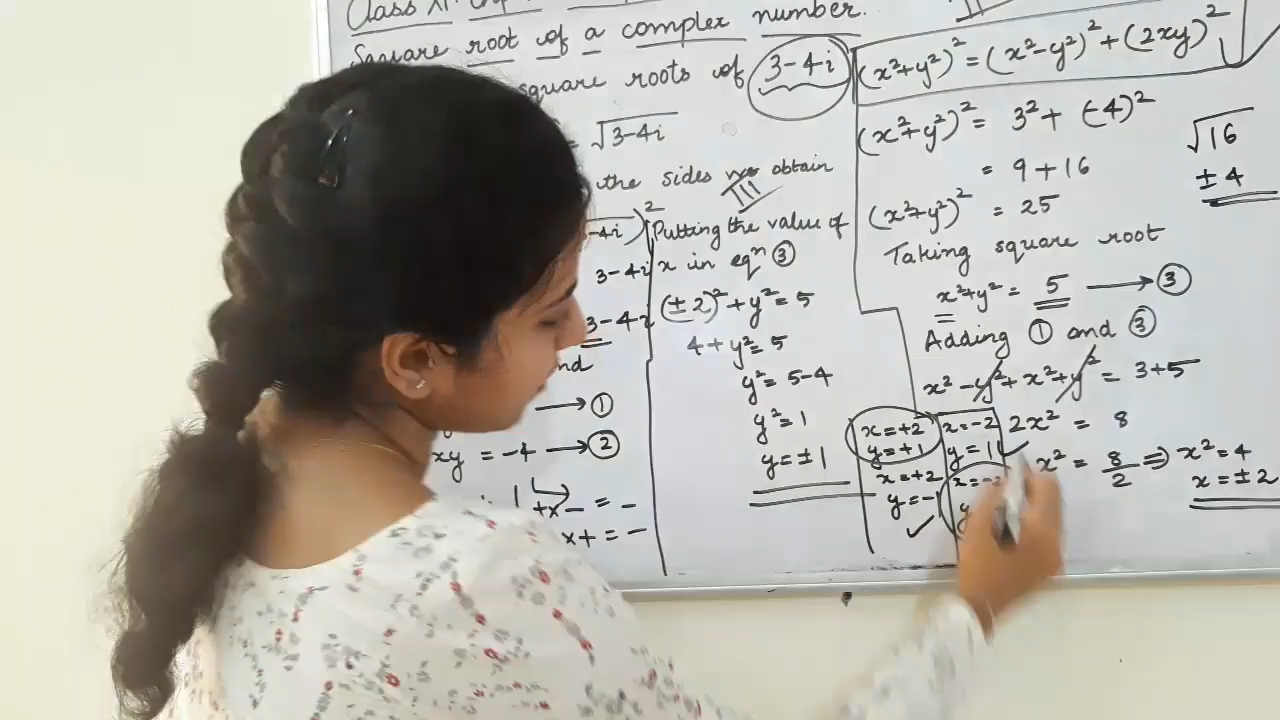 Class XI
Square root of a complex number.
square roots of 3-4i
= √3-4i
the sides we obtain
-4i)²
3-4i
3-4i
nd
→ ①
xy = -4 → ②
+x- = -
x+ = -
III
Putting the value of
x in eqⁿ ③
(±2)² + y² = 5
4 + y² = 5
y² = 5-4
y² = 1
y = ±1
x=+2
y=+1
x=+2
y=-1
x=-2
y=1
x=-
y
(x²+y²)² = (x²-y²)² + (2xy)²
(x²+y²)² = 3² + (-4)²
= 9 + 16
(x²+y²)² = 25
Taking square root
x²+y² = 5 → ③
Adding ① and ③
x² - y² + x² + y² = 3+5
2x² = 8
x² = 8/2 ⇒ x² = 4
x = ±2
√16
±4